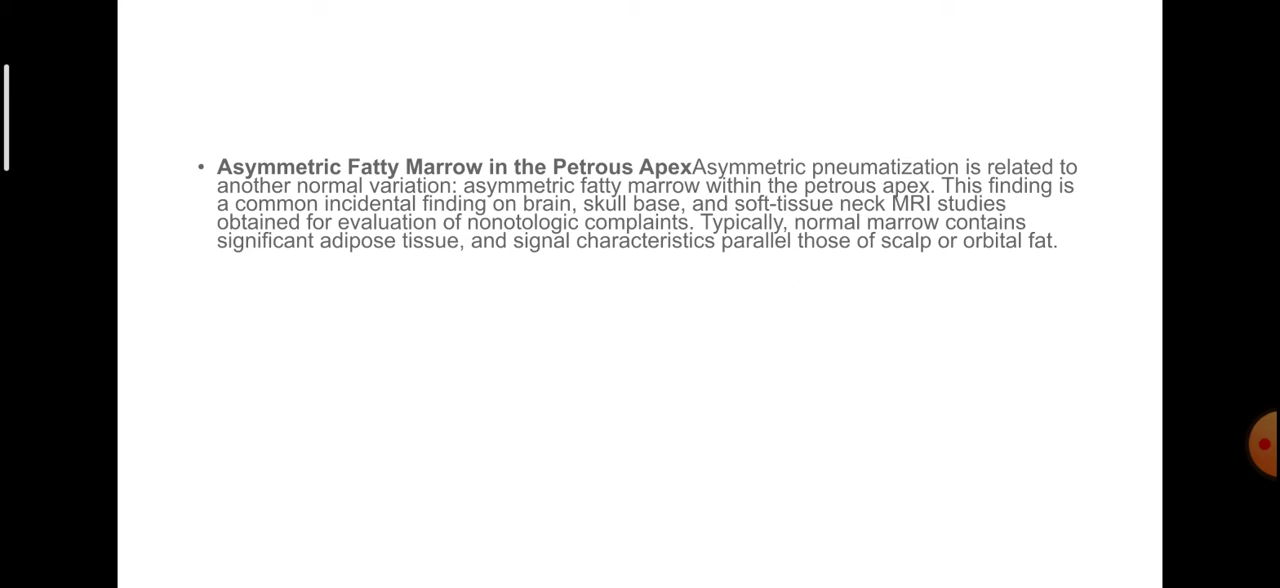 • Asymmetric Fatty Marrow in the Petrous ApexAsymmetric pneumatization is related to
another normal variation: asymmetric fatty marrow within the petrous apex. This finding is
a common incidental finding on brain, skull base, and soft-tissue neck MRI studies
obtained for evaluation of nonotologic complaints. Typically, normal marrow contains
significant adipose tissue, and signal characteristics parallel those of scalp or orbital fat.